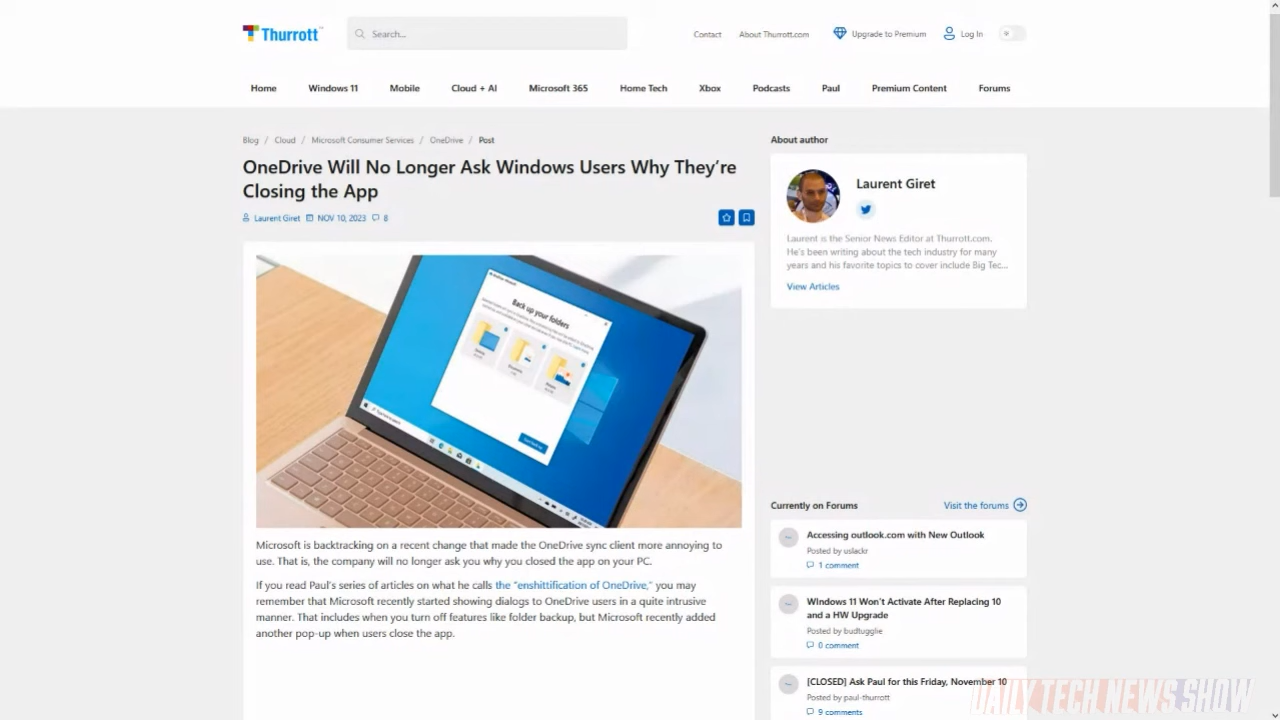 Thurrott
Search...
Contact
About Thurrott.com
Upgrade to Premium
Log In
Home
Windows 11
Mobile
Cloud + AI
Microsoft 365
Home Tech
Xbox
Podcasts
Paul
Premium Content
Forums
Blog / Cloud / Microsoft Consumer Services / OneDrive / Post
OneDrive Will No Longer Ask Windows Users Why They’re
Closing the App
Laurent Giret NOV 10, 2023 8
Back up your folders
Microsoft is backtracking on a recent change that made the OneDrive sync client more annoying to
use. That is, the company will no longer ask you why you closed the app on your PC.
If you read Paul’s series of articles on what he calls the “enshittification of OneDrive,” you may
remember that Microsoft recently started showing dialogs to OneDrive users in a quite intrusive
manner. That includes when you turn off features like folder backup, but Microsoft recently added
another pop-up when users close the app.
About author
Laurent Giret
Laurent is the Senior News Editor at Thurrott.com.
He’s been writing about the tech industry for many
years and his favorite topics to cover include Big Tec...
View Articles
Currently on Forums
Visit the forums
Accessing outlook.com with New Outlook
Posted by uslackr
1 comment
Windows 11 Won’t Activate After Replacing 10
and a HW Upgrade
Posted by budtugglie
0 comment
[CLOSED] Ask Paul for this Friday, November 10
Posted by paul-thurrott
9 comments
DAILY TECH NEWS SHOW